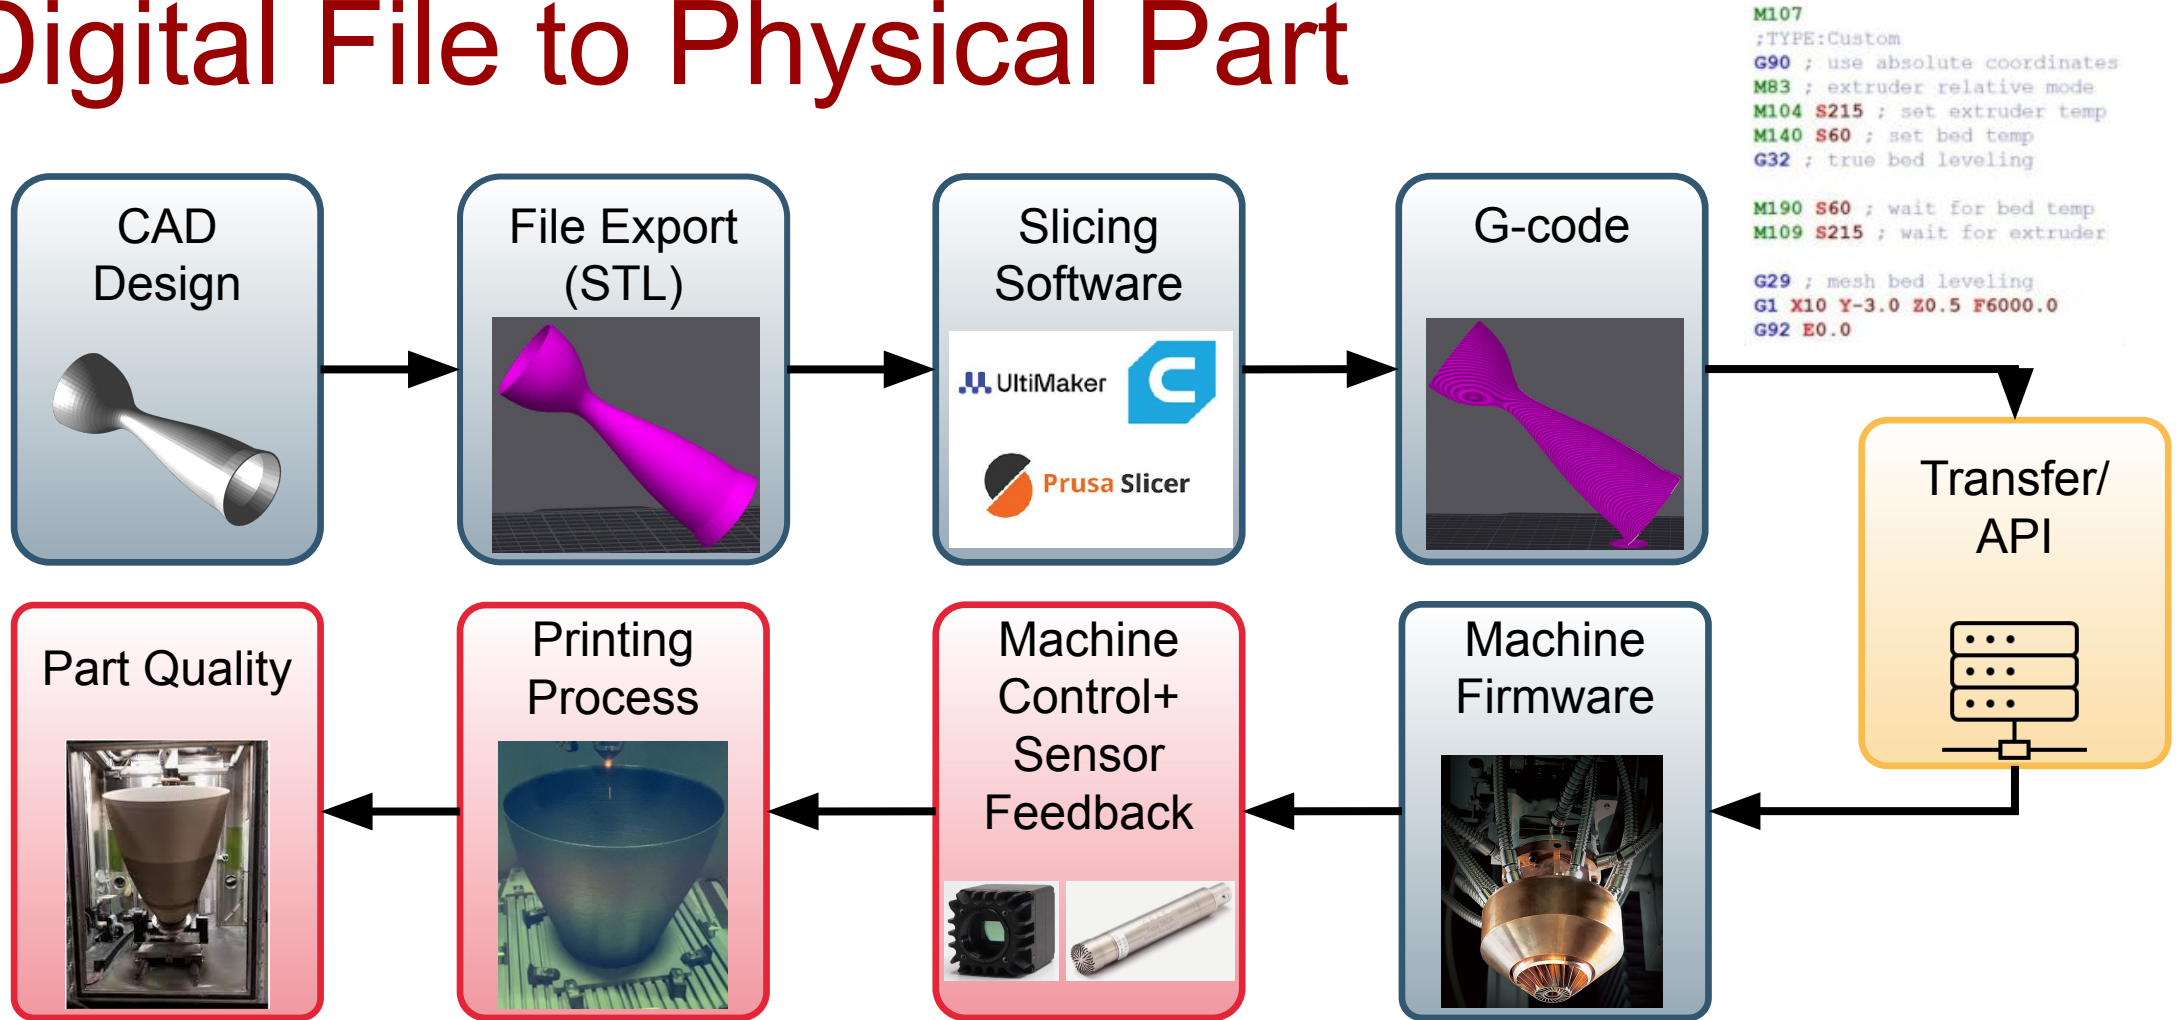 Digital File to Physical Part
M107
;TYPE:Custom
G90 ; use absolute coordinates
M83 ; extruder relative mode
M104 S215 ; set extruder temp
M140 S60 ; set bed temp
G32 ; true bed leveling
M190 S60 ; wait for bed temp
M109 S215 ; wait for extruder
G29 ; mesh bed leveling
G1 X10 Y-3.0 Z0.5 F6000.0
G92 E0.0
CAD
Design
File Export
(STL)
Slicing
Software
UltiMaker
Prusa Slicer
G-code
Transfer/
API
Machine
Firmware
Machine
Control+
Sensor
Feedback
Printing
Process
Part Quality